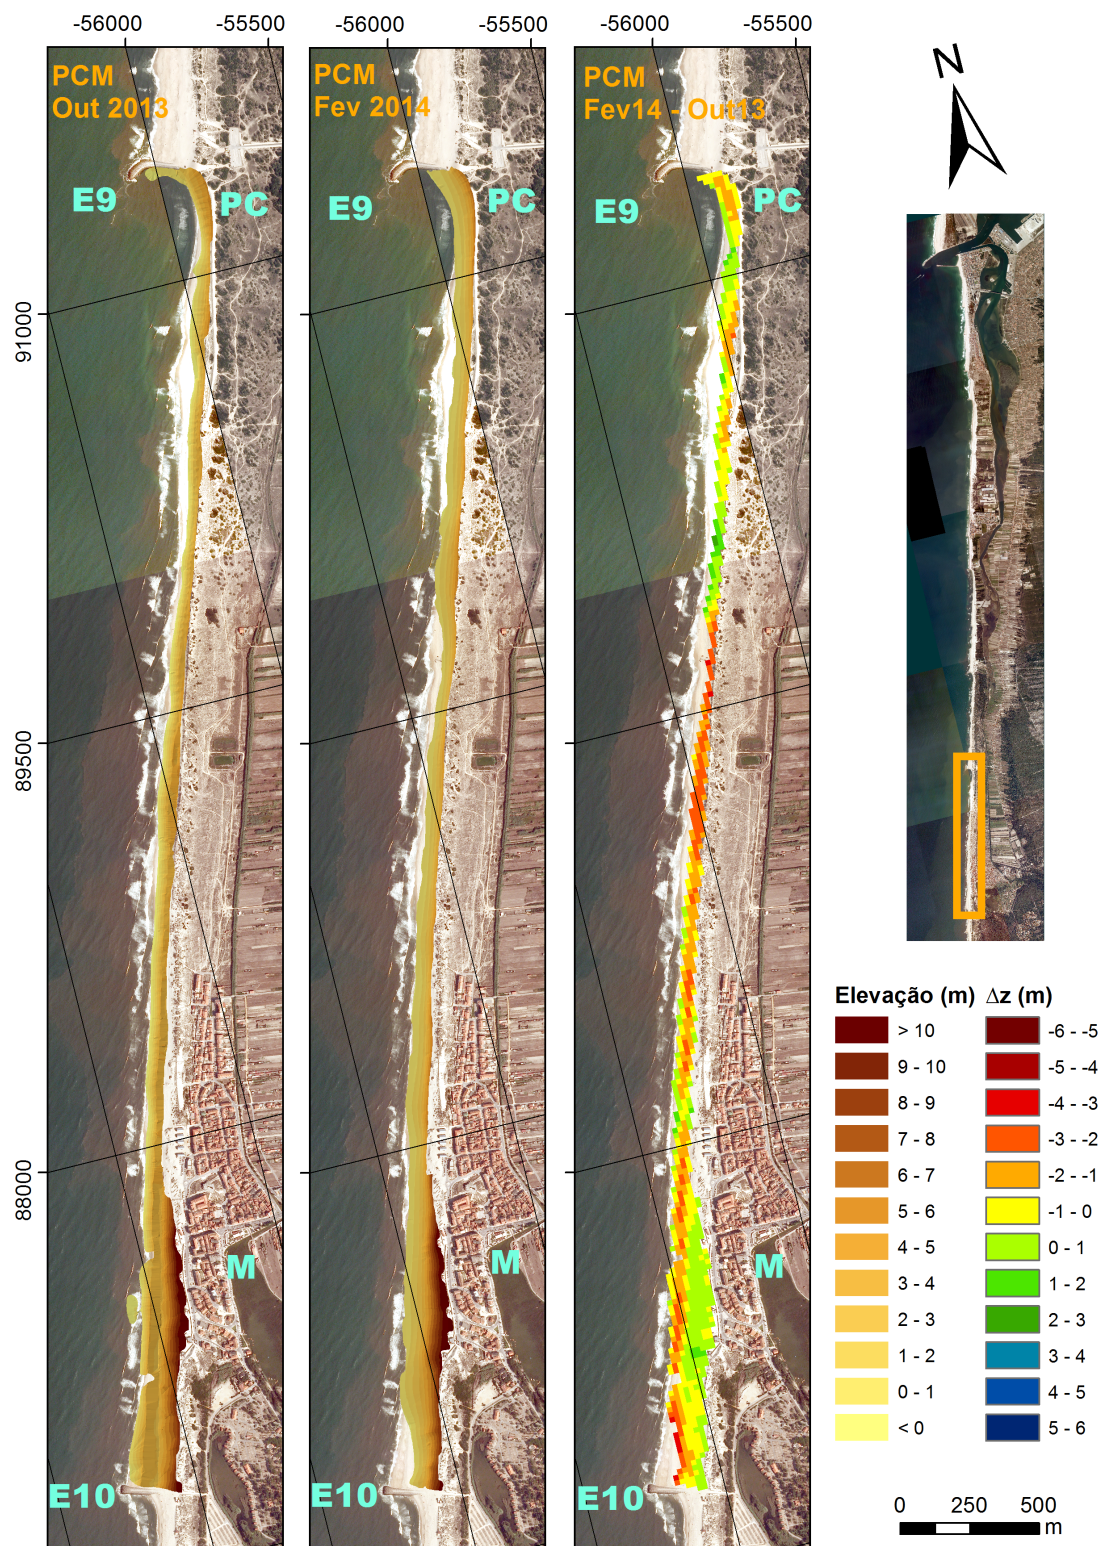 -56000
-55500
-56000
-55500
-56000
-55500
PCM
Out 2013
PCM
Fev 2014
PCM
Fev14 - Out13
N
E9
PC
E9
PC
E9
PC
91000
89500
88000
M
M
M
E10
E10
E10
Elevação (m)
> 10
9 - 10
8 - 9
7 - 8
6 - 7
5 - 6
4 - 5
3 - 4
2 - 3
1 - 2
0 - 1
< 0
Δz (m)
-6 - -5
-5 - -4
-4 - -3
-3 - -2
-2 - -1
-1 - 0
0 - 1
1 - 2
2 - 3
3 - 4
4 - 5
5 - 6
0 250 500
m